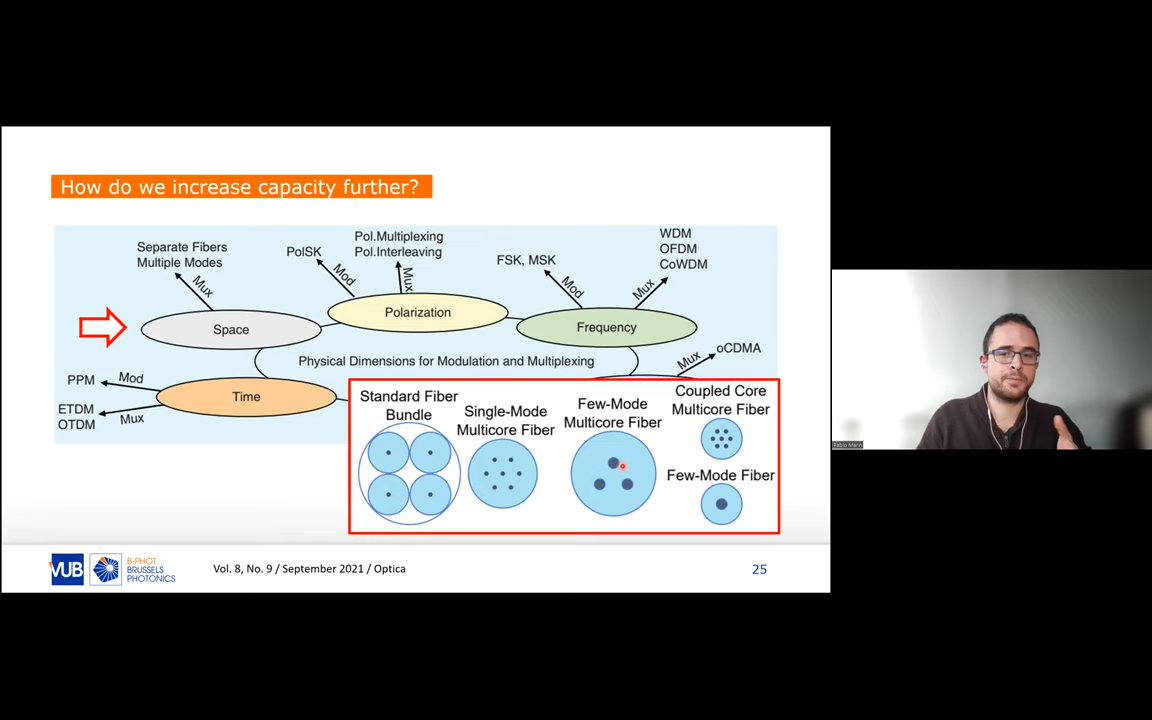 How do we increase capacity further?
Separate Fibers
Multiple Modes
Mux
PolSK
Mod
Pol.Multiplexing
Pol.Interleaving
Mux
FSK, MSK
Mod
WDM
OFDM
CoWDM
Mux
Space
Polarization
Frequency
Physical Dimensions for Modulation and Multiplexing
Mux
oCDMA
PPM
Mod
ETDM
OTDM
Mux
Time
Standard Fiber
Bundle
Single-Mode
Multicore Fiber
Few-Mode
Multicore Fiber
Coupled Core
Multicore Fiber
Few-Mode Fiber
VUB
B-PHOT
BRUSSELS
PHOTONICS
Vol. 8, No. 9 / September 2021 / Optica
25